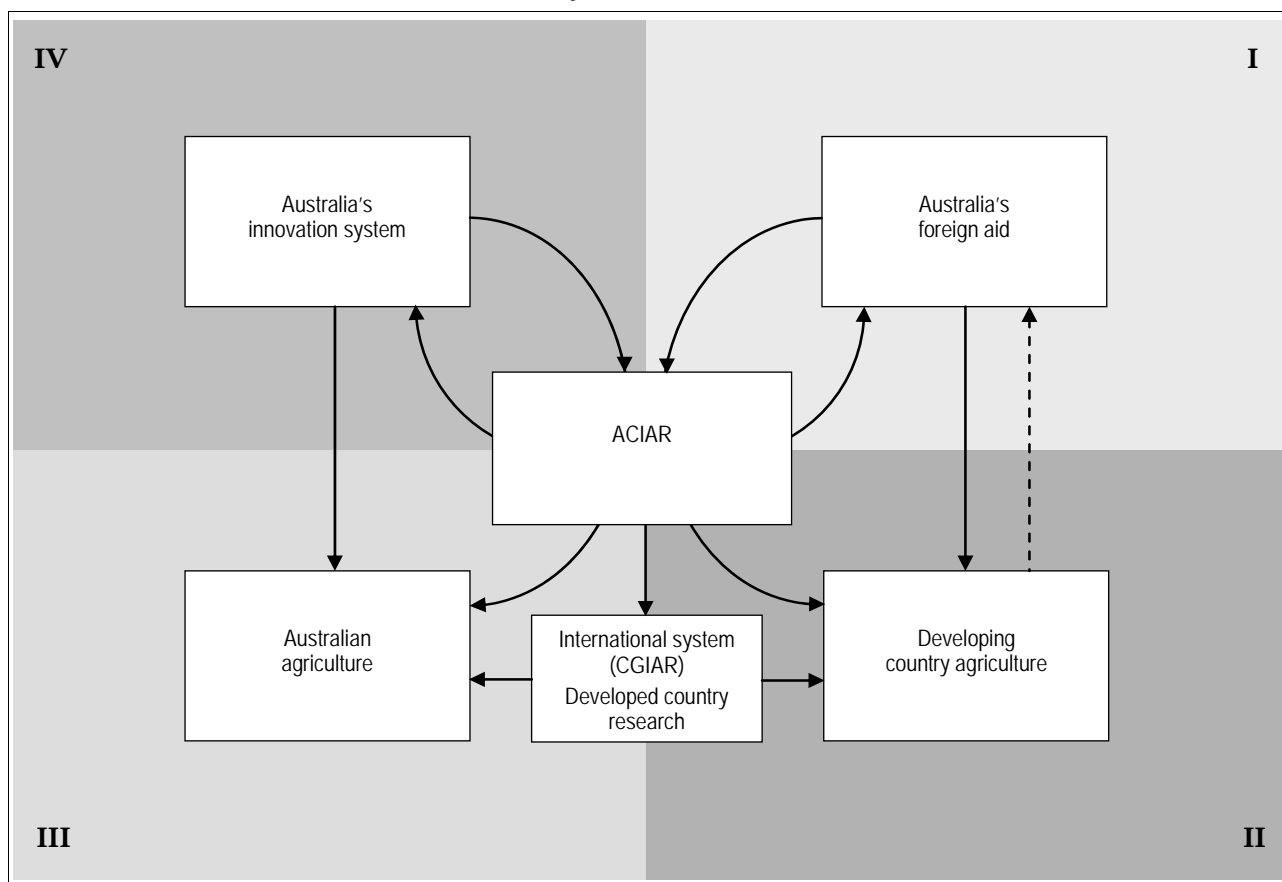 IV
I
Australia's
innovation system
Australia's
foreign aid
ACIAR
Australian
agriculture
International system
(CGIAR)
Developed country
research
Developing
country agriculture
III
II